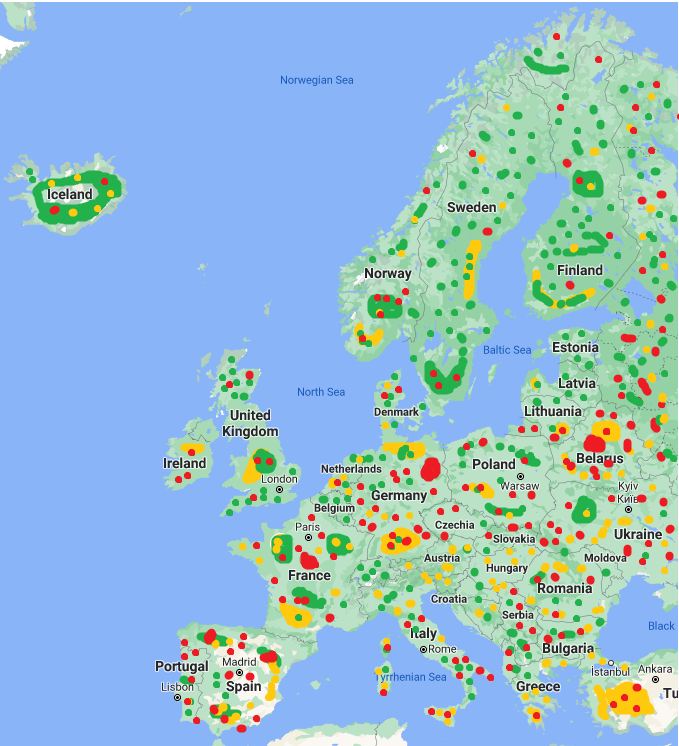 Norwegian Sea
Iceland
Sweden
Norway
Finland
Baltic Sea
Estonia
North Sea
Latvia
Denmark
Lithuania
United
Kingdom
Ireland
Netherlands
Poland
Belarus
London
Warsaw
Germany
Kyiv
Київ
Belgium
Paris
Czechia
Slovakia
Ukraine
Austria
Moldova
France
Hungary
Romania
Croatia
Serbia
Black
Italy
Bulgaria
Rome
Portugal
Madrid
İstanbul
Ankara
Tyrrhenian Sea
Lisbon
Spain
Greece
Tu